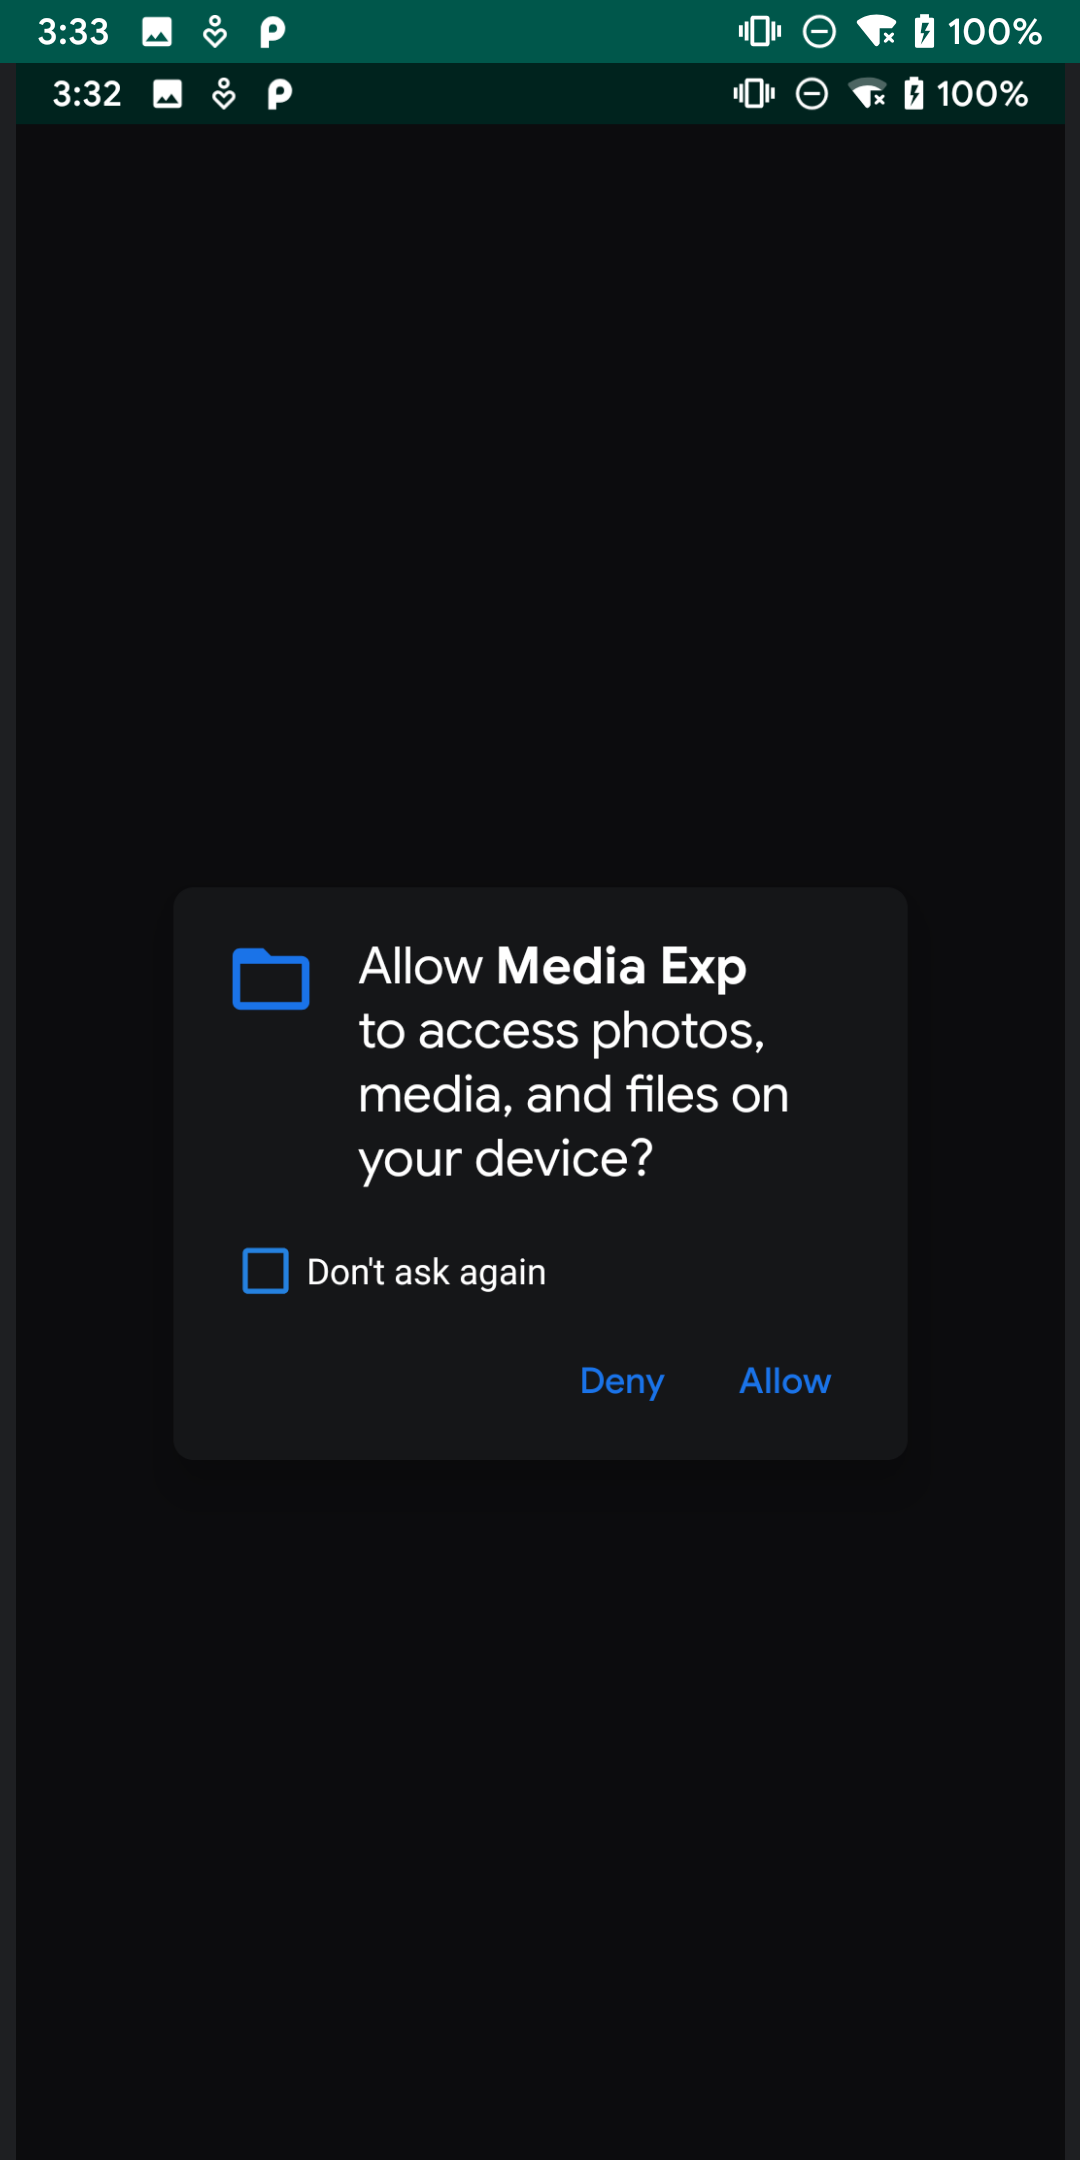 3:33 100%
3:32 100%
Allow Media Exp
to access photos,
media, and files on
your device?
Don't ask again
Deny Allow